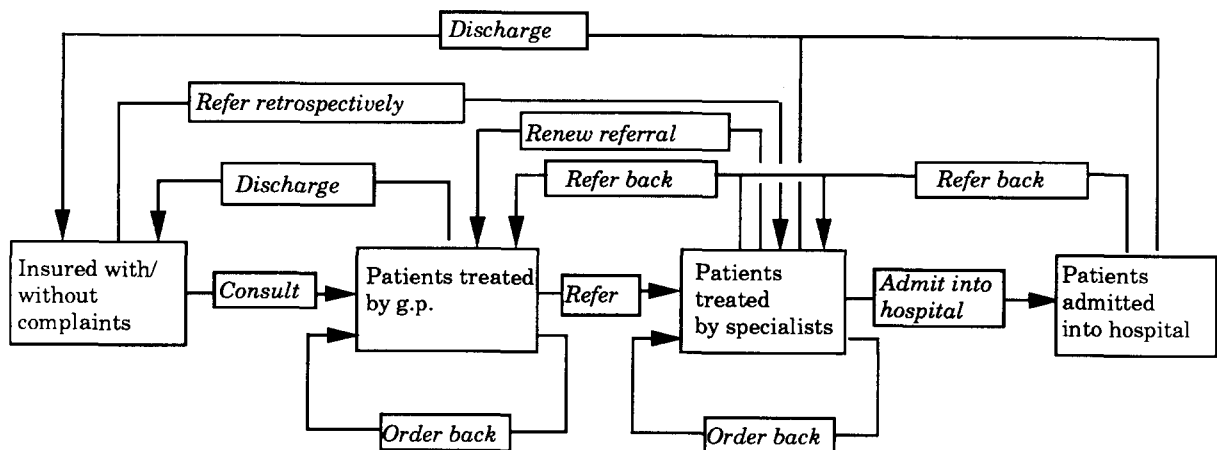 Discharge
Refer retrospectively
Renew referral
Discharge
Refer back
Refer back
Insured with/
without
complaints
Consult
Patients treated
by g.p.
Refer
Patients
treated
by specialists
Admit into
hospital
Patients
admitted
into hospital
Order back
Order back